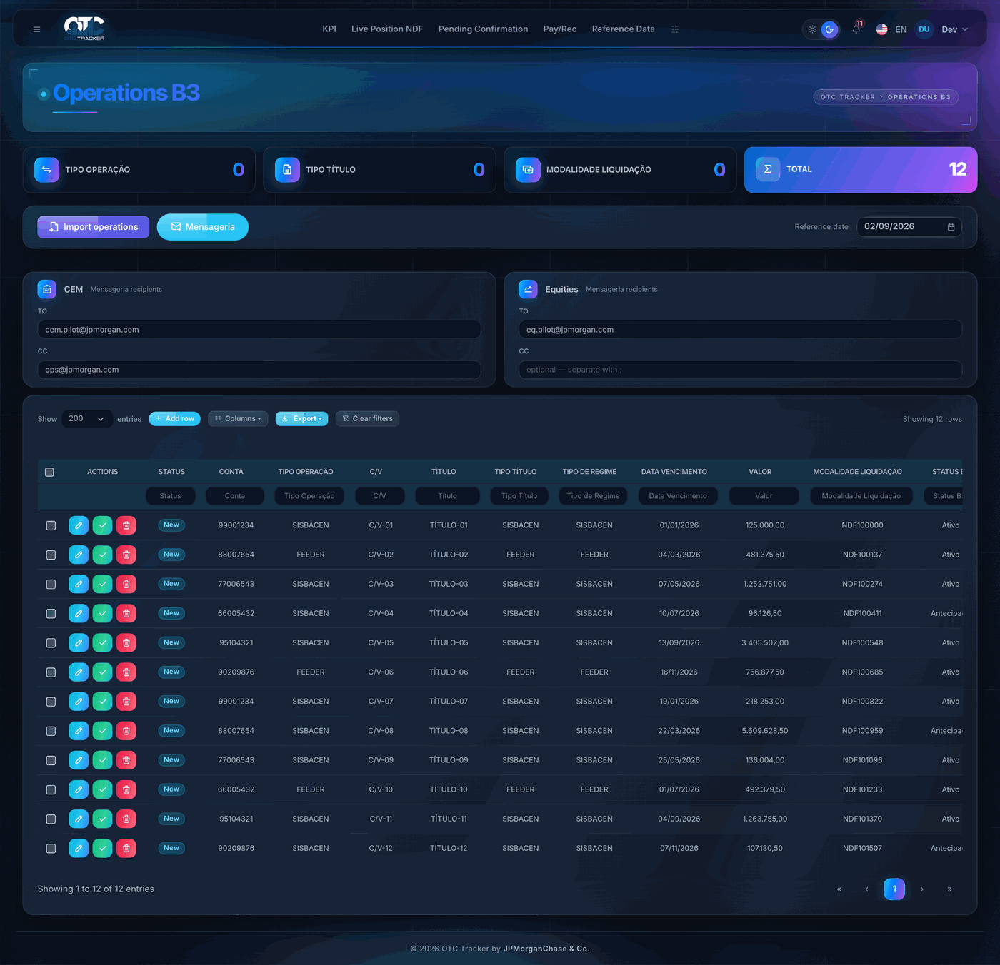 OTC TRACKER
KPI Live Position NDF Pending Confirmation Pay/Rec Reference Data
11 EN DU Dev
Operations B3
OTC TRACKER › OPERATIONS B3
TIPO OPERAÇÃO 0
TIPO TÍTULO 0
MODALIDADE LIQUIDAÇÃO 0
TOTAL 12
Import operations Mensageria Reference date 02/09/2026
CEM Mensageria recipients
TO
cem.pilot@jpmorgan.com
CC
ops@jpmorgan.com
Equities Mensageria recipients
TO
eq.pilot@jpmorgan.com
CC
optional — separate with ;
Show 200 entries + Add row Columns Export Clear filters Showing 12 rows
ACTIONS STATUS CONTA TIPO OPERAÇÃO C/V TÍTULO TIPO TÍTULO TIPO DE REGIME DATA VENCIMENTO VALOR MODALIDADE LIQUIDAÇÃO STATUS
Status Conta Tipo Operação C/V Título Tipo Título Tipo de Regime Data Vencimento Valor Modalidade Liquidação Status B
New 99001234 SISBACEN C/V-01 TÍTULO-01 SISBACEN SISBACEN 01/01/2026 125.000,00 NDF100000 Ativo
New 88007654 FEEDER C/V-02 TÍTULO-02 FEEDER FEEDER 04/03/2026 481.375,50 NDF100137 Ativo
New 77006543 SISBACEN C/V-03 TÍTULO-03 SISBACEN SISBACEN 07/05/2026 1.252.751,00 NDF100274 Ativo
New 66005432 SISBACEN C/V-04 TÍTULO-04 SISBACEN SISBACEN 10/07/2026 96.126,50 NDF100411 Antecipa
New 95104321 SISBACEN C/V-05 TÍTULO-05 SISBACEN SISBACEN 13/09/2026 3.405.502,00 NDF100548 Ativo
New 90209876 FEEDER C/V-06 TÍTULO-06 FEEDER FEEDER 16/11/2026 756.877,50 NDF100685 Ativo
New 99001234 SISBACEN C/V-07 TÍTULO-07 SISBACEN SISBACEN 19/01/2026 218.253,00 NDF100822 Ativo
New 88007654 SISBACEN C/V-08 TÍTULO-08 SISBACEN SISBACEN 22/03/2026 5.609.628,50 NDF100959 Antecipa
New 77006543 SISBACEN C/V-09 TÍTULO-09 SISBACEN SISBACEN 25/05/2026 136.004,00 NDF101096 Ativo
New 66005432 FEEDER C/V-10 TÍTULO-10 FEEDER FEEDER 01/07/2026 492.379,50 NDF101233 Ativo
New 95104321 SISBACEN C/V-11 TÍTULO-11 SISBACEN SISBACEN 04/09/2026 1.263.755,00 NDF101370 Ativo
New 90209876 SISBACEN C/V-12 TÍTULO-12 SISBACEN SISBACEN 07/11/2026 107.130,50 NDF101507 Antecipa
Showing 1 to 12 of 12 entries « ‹ 1 › »
© 2026 OTC Tracker by JPMorganChase & Co.